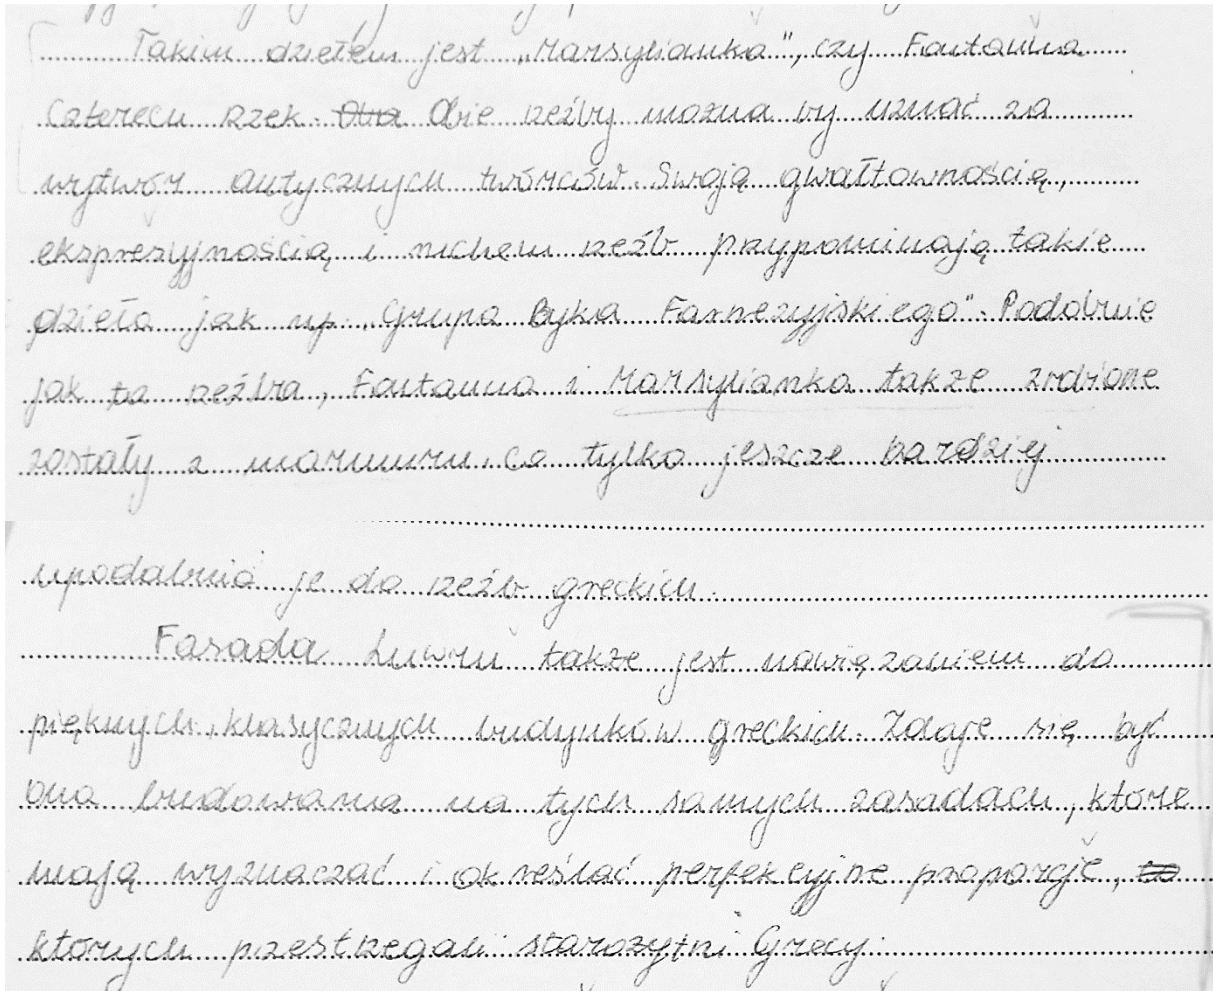 Takim dziełem jest „Marsylianka", czy Fontanna
Czterech Rzek. Obie rzeźby można by uznać za
wytwór antycznych twórców. Swoją gwałtownością,
ekspresyjnością i ruchem rzeźb przypominają takie
dzieła jak np. „Grupa Byka Farnezyjskiego". Podobnie
jak ta rzeźba, Fontanna i Marsylianka także zrobione
zostały z marmuru, co tylko jeszcze bardziej
upodabnia je do rzeźb greckich.
Fasada Luwru także jest nawiązaniem do
pięknych, klasycznych budynków greckich. Zdaje się być
ona budowana na tych samych zasadach, które
mają wyznaczać i określać perfekcyjne proporcje,
których przestrzegali starożytni Grecy.